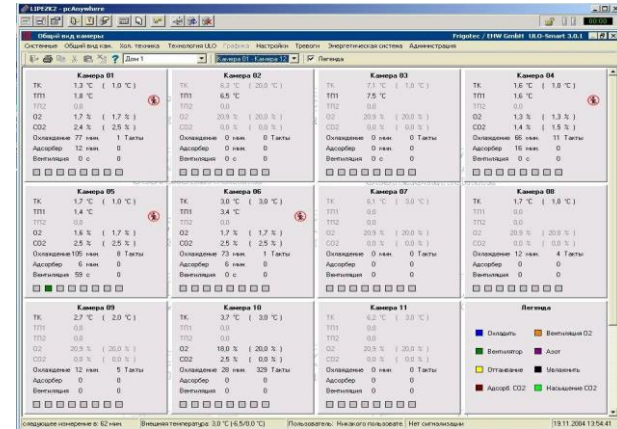 LIPEZK2 - pcAnywhere
00:00
Общий вид камеры Frigotec / EHW GmbH ULO-Smart 3.0.1
Системные Общий вид кам. Хол. техника Технология ULO Графика Настройки Тревоги Энергетическая система Администрация
Дом 1 Камера 01 - Камера 12 Легенда
Камера 01
ТК 1,3 °C ( 1,0 °C )
ТП1 1,8 °C
ТП2 0,0
O2 1,7 % ( 1,7 % )
CO2 2,4 % ( 2,5 % )
Охлаждение 77 мин. 1 Такты
Адсорбер 12 мин. 0
Вентиляция 0 с 0
Камера 02
ТК 6,3 °C ( 20,0 °C )
ТП1 6,5 °C
ТП2 0,0
O2 20,9 % ( 20,0 % )
CO2 0,0 % ( 0,0 % )
Охлаждение 0 мин. 0 Такты
Адсорбер 0 мин. 0
Вентиляция 0 с 0
Камера 03
ТК 7,1 °C ( 1,0 °C )
ТП1 7,5 °C
ТП2 0,0
O2 20,9 % ( 20,0 % )
CO2 0,0 % ( 0,0 % )
Охлаждение 0 мин. 0 Такты
Адсорбер 0 мин. 0
Вентиляция 0 с 0
Камера 04
ТК 1,6 °C ( 1,0 °C )
ТП1 1,6 °C
ТП2 0,0
O2 1,3 % ( 1,3 % )
CO2 1,4 % ( 1,5 % )
Охлаждение 66 мин. 11 Такты
Адсорбер 16 мин. 0
Вентиляция 0 с 0
Камера 05
ТК 1,7 °C ( 1,0 °C )
ТП1 1,4 °C
ТП2 0,0
O2 1,6 % ( 1,7 % )
CO2 2,5 % ( 2,5 % )
Охлаждение 105 мин. 8 Такты
Адсорбер 6 мин. 0
Вентиляция 59 с 0
Камера 06
ТК 3,0 °C ( 3,0 °C )
ТП1 3,4 °C
ТП2 0,0
O2 1,7 % ( 1,7 % )
CO2 2,5 % ( 2,5 % )
Охлаждение 73 мин. 1 Такты
Адсорбер 6 мин. 0
Вентиляция 0 с 0
Камера 07
ТК 6,1 °C ( 3,0 °C )
ТП1 0,0
ТП2 0,0
O2 20,9 % ( 20,0 % )
CO2 0,0 % ( 0,0 % )
Охлаждение 0 мин. 0 Такты
Адсорбер 0 0
Вентиляция 0 0
Камера 08
ТК 1,7 °C ( 1,0 °C )
ТП1 0,0
ТП2 0,0
O2 20,9 % ( 20,8 % )
CO2 0,0 % ( 0,0 % )
Охлаждение 12 мин. 4 Такты
Адсорбер 0 0
Вентиляция 0 0
Камера 09
ТК 2,7 °C ( 2,0 °C )
ТП1 0,0
ТП2 0,0
O2 20,9 % ( 20,0 % )
CO2 0,0 % ( 0,0 % )
Охлаждение 12 мин. 5 Такты
Адсорбер 0 0
Вентиляция 0 0
Камера 10
ТК 3,7 °C ( 3,0 °C )
ТП1 0,0
ТП2 0,0
O2 18,0 % ( 20,0 % )
CO2 2,5 % ( 0,0 % )
Охлаждение 28 мин. 329 Такты
Адсорбер 0 0
Вентиляция 0 0
Камера 11
ТК 6,2 °C ( 3,0 °C )
ТП1 0,0
ТП2 0,0
O2 20,9 % ( 20,0 % )
CO2 0,0 % ( 0,0 % )
Охлаждение 0 мин. 0 Такты
Адсорбер 0 0
Вентиляция 0 0
Легенда
Охладить Вентиляция O2
Вентилятор Азот
Оттаивание Увлажнить
Адсорб. CO2 Насыщение CO2
следующее измерение в: 62 мин. Внешняя температура: 3,0 °C (-6.5/0.0 °C) Пользователь: Никакого пользовате. Нет сигнализации 19.11.2004 13:54:41